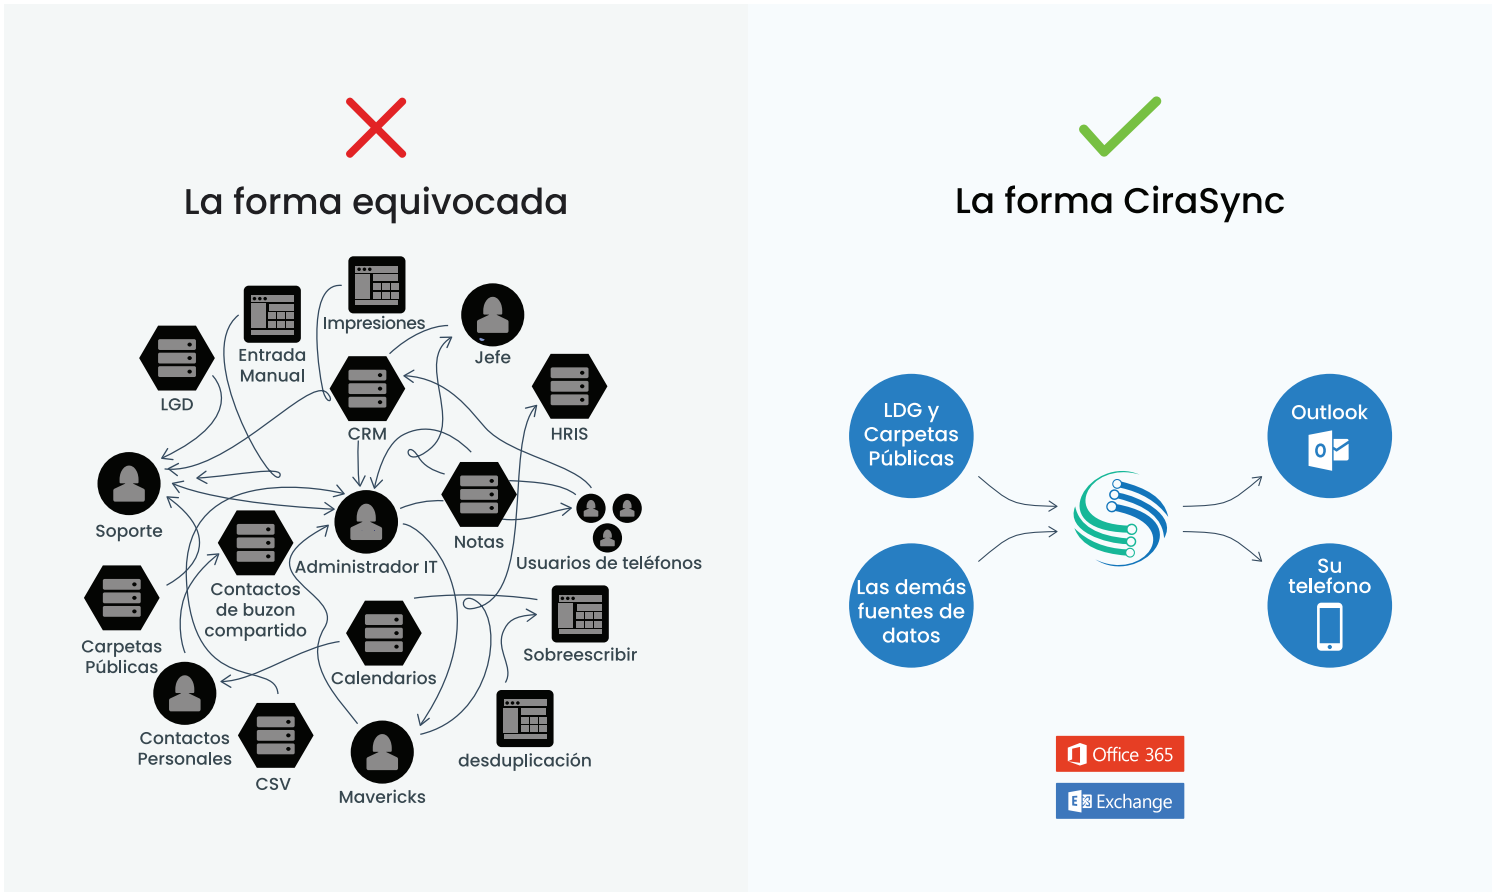 La forma equivocada
Impresiones
Entrada
Manual
Jefe
LGD
CRM
HRIS
Soporte
Notas
Administrador IT
Usuarios de teléfonos
Contactos
de buzon
compartido
Carpetas
Públicas
Sobreescribir
Calendarios
Contactos
Personales
CSV
Mavericks
desduplicación
La forma CiraSync
LDG y
Carpetas
Públicas
Outlook
Las demás
fuentes de
datos
Su
telefono
Office 365
Exchange